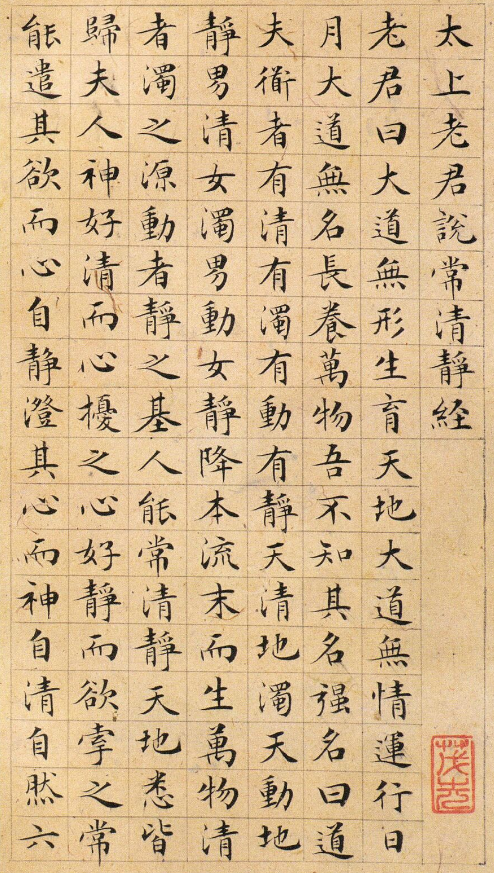 太上老君說常清靜経
老君曰大道無形生育天地大道無情運行日
月大道無名長養萬物吾不知其名强名曰道
夫衜者有清有濁有動有靜天清地濁天動地
靜男清女濁男動女靜降本流末而生萬物清
者濁之源動者靜之基人能常清靜天地悉皆
歸夫人神好清而心擾之心好靜而欲牽之常
能遣其欲而心自静澄其心而神自清自然六